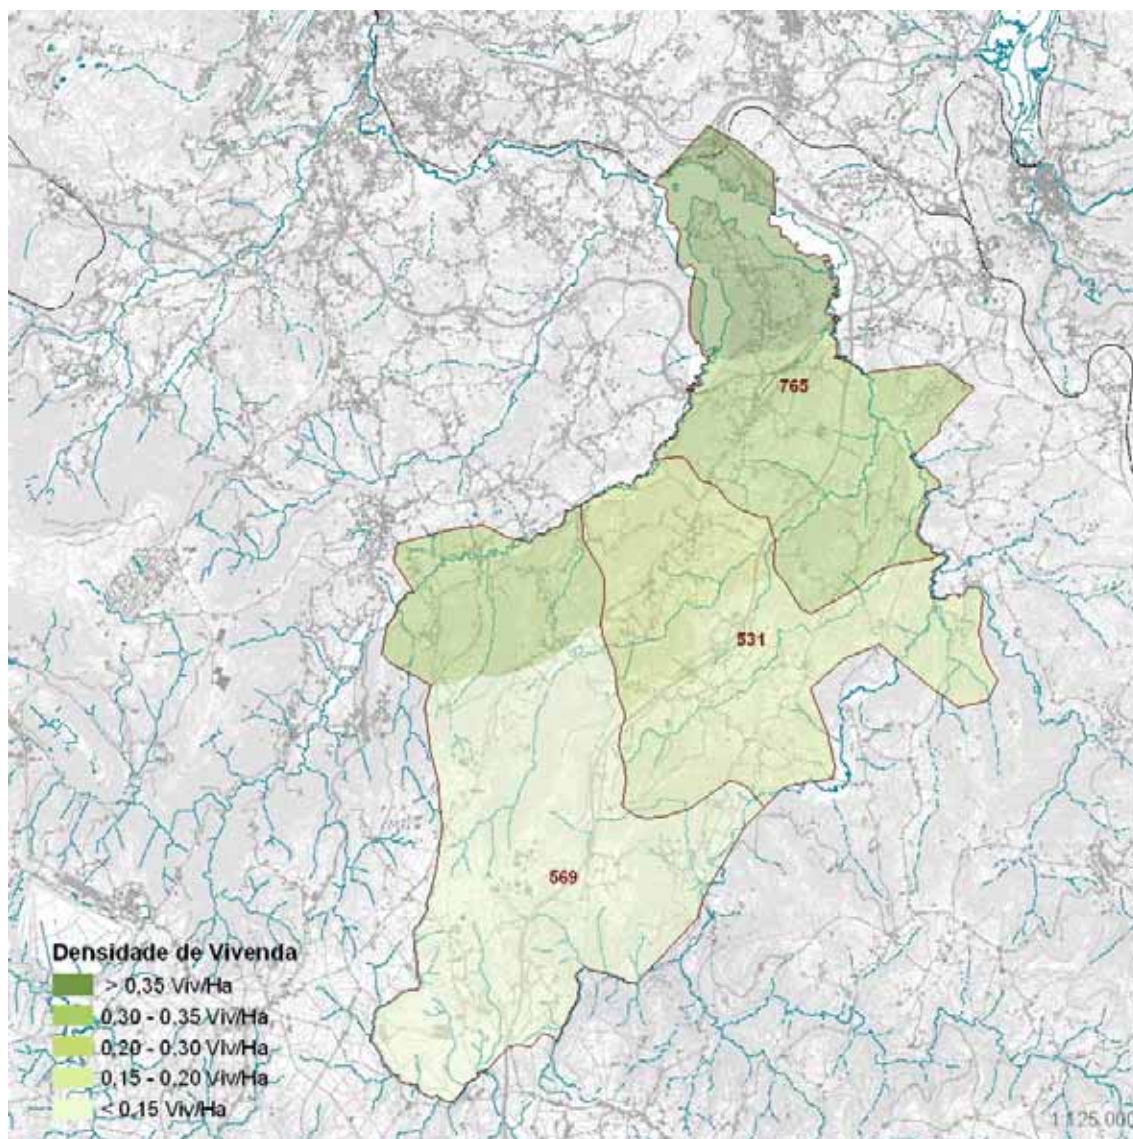 765
531
569
Densidade de Vivenda
> 0,35 Viv/Ha
0,30 - 0,35 Viv/Ha
0,20 - 0,30 Viv/Ha
0,15 - 0,20 Viv/Ha
< 0,15 Viv/Ha
1:125.000